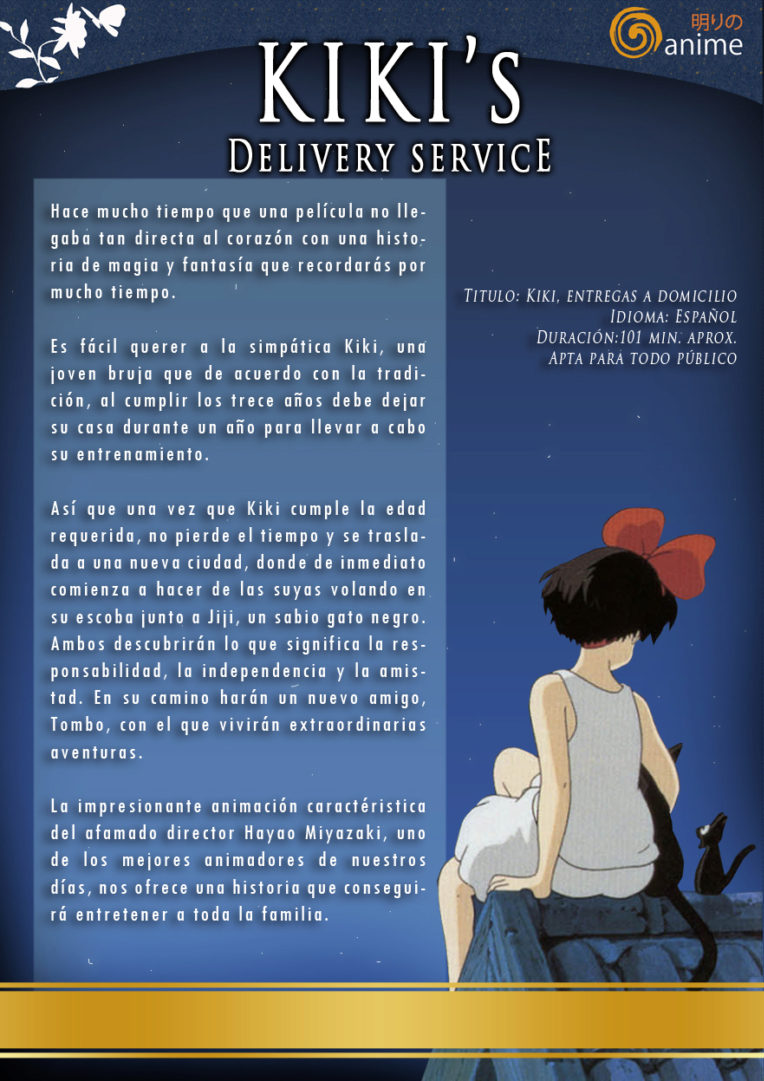 明りの
anime
KIKI's
DELIVERY SERVICE
Hace mucho tiempo que una película no lle-
gaba tan directa al corazón con una histo-
ria de magia y fantasía que recordarás por
mucho tiempo.
Es fácil querer a la simpática Kiki, una
joven bruja que de acuerdo con la tradi-
ción, al cumplir los trece años debe dejar
su casa durante un año para llevar a cabo
su entrenamiento.
Así que una vez que Kiki cumple la edad
requerida, no pierde el tiempo y se trasla-
da a una nueva ciudad, donde de inmediato
comienza a hacer de las suyas volando en
su escoba junto a Jiji, un sabio gato negro.
Ambos descubrirán lo que significa la res-
ponsabilidad, la independencia y la amis-
tad. En su camino harán un nuevo amigo,
Tombo, con el que vivirán extraordinarias
aventuras.
La impresionante animación caractéristica
del afamado director Hayao Miyazaki, uno
de los mejores animadores de nuestros
días, nos ofrece una historia que consegui-
rá entretener a toda la familia.
Titulo: Kiki, entregas a domicilio
Idioma: Español
Duración:101 min. aprox.
Apta para todo público